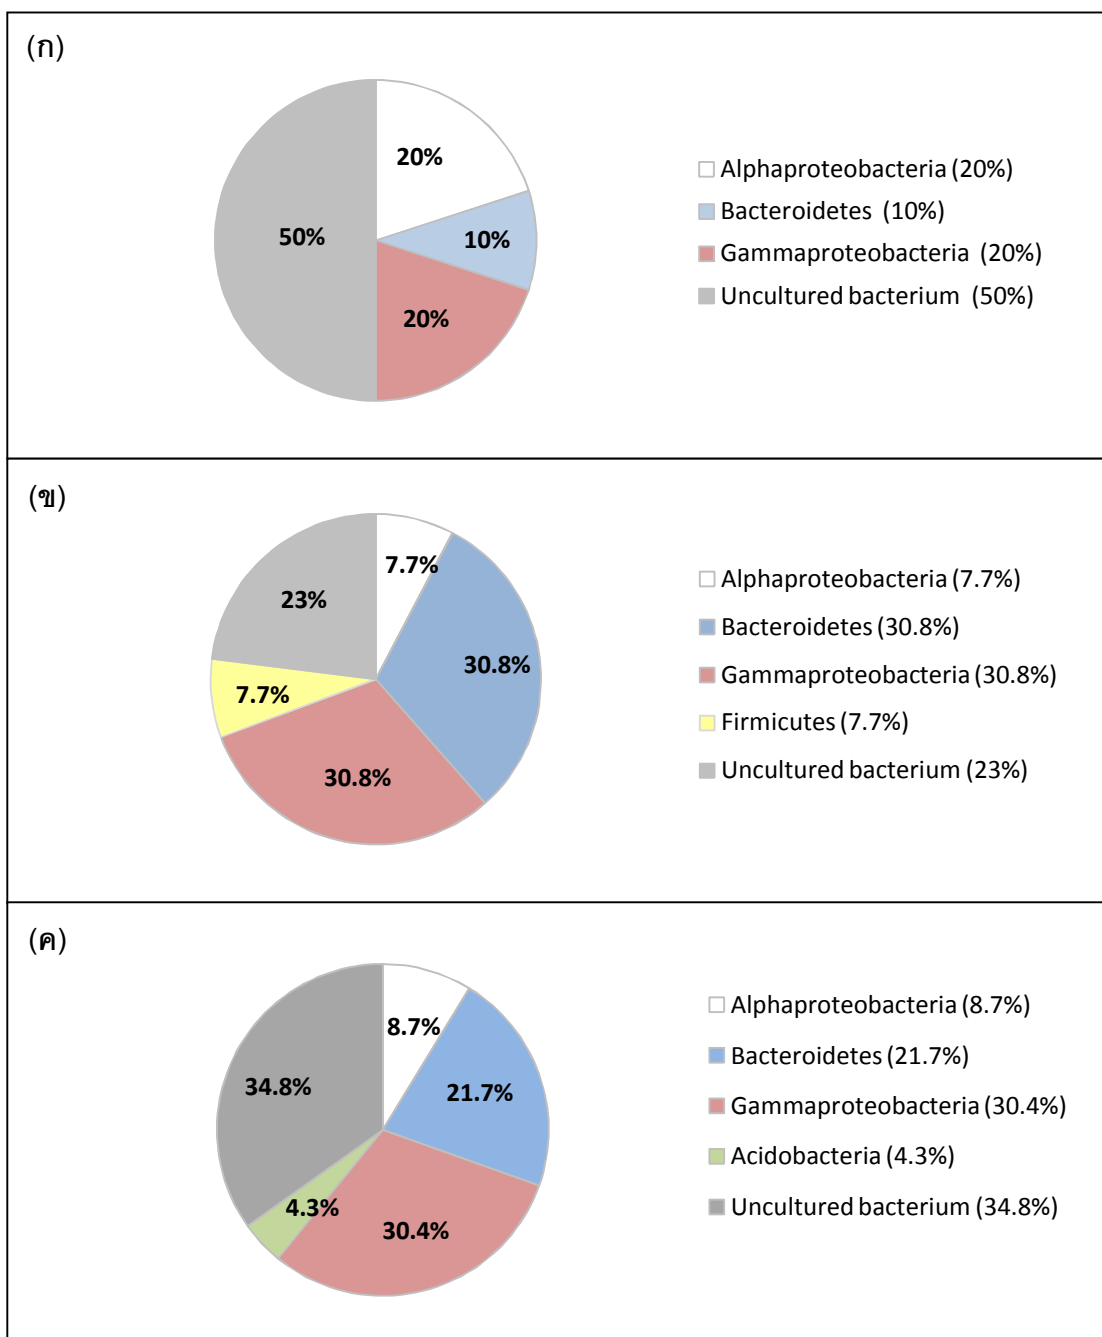 (ก)
20%
10%
20%
50%
Alphaproteobacteria (20%)
Bacteroidetes (10%)
Gammaproteobacteria (20%)
Uncultured bacterium (50%)
(ข)
7.7%
30.8%
30.8%
7.7%
23%
Alphaproteobacteria (7.7%)
Bacteroidetes (30.8%)
Gammaproteobacteria (30.8%)
Firmicutes (7.7%)
Uncultured bacterium (23%)
(ค)
8.7%
21.7%
30.4%
4.3%
34.8%
Alphaproteobacteria (8.7%)
Bacteroidetes (21.7%)
Gammaproteobacteria (30.4%)
Acidobacteria (4.3%)
Uncultured bacterium (34.8%)